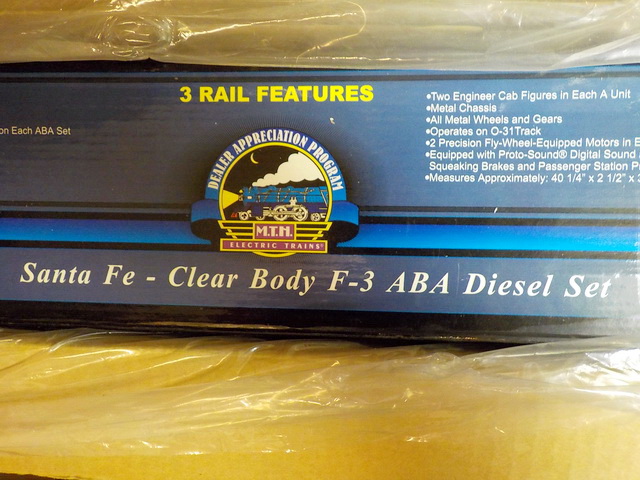 3 RAIL FEATURES
on Each ABA Set
•Two Engineer Cab Figures in Each A Unit
•Metal Chassis
•All Metal Wheels and Gears
•Operates on O-31Track
•2 Precision Fly-Wheel-Equipped Motors in E
•Equipped with Proto-Sound® Digital Sound
Squeaking Brakes and Passenger Station P
•Measures Approximately: 40 1/4" x 2 1/2" x 3
DEALER APPRECIATION PROGRAM
M.T.H.
ELECTRIC TRAINS®
Santa Fe - Clear Body F-3 ABA Diesel Set